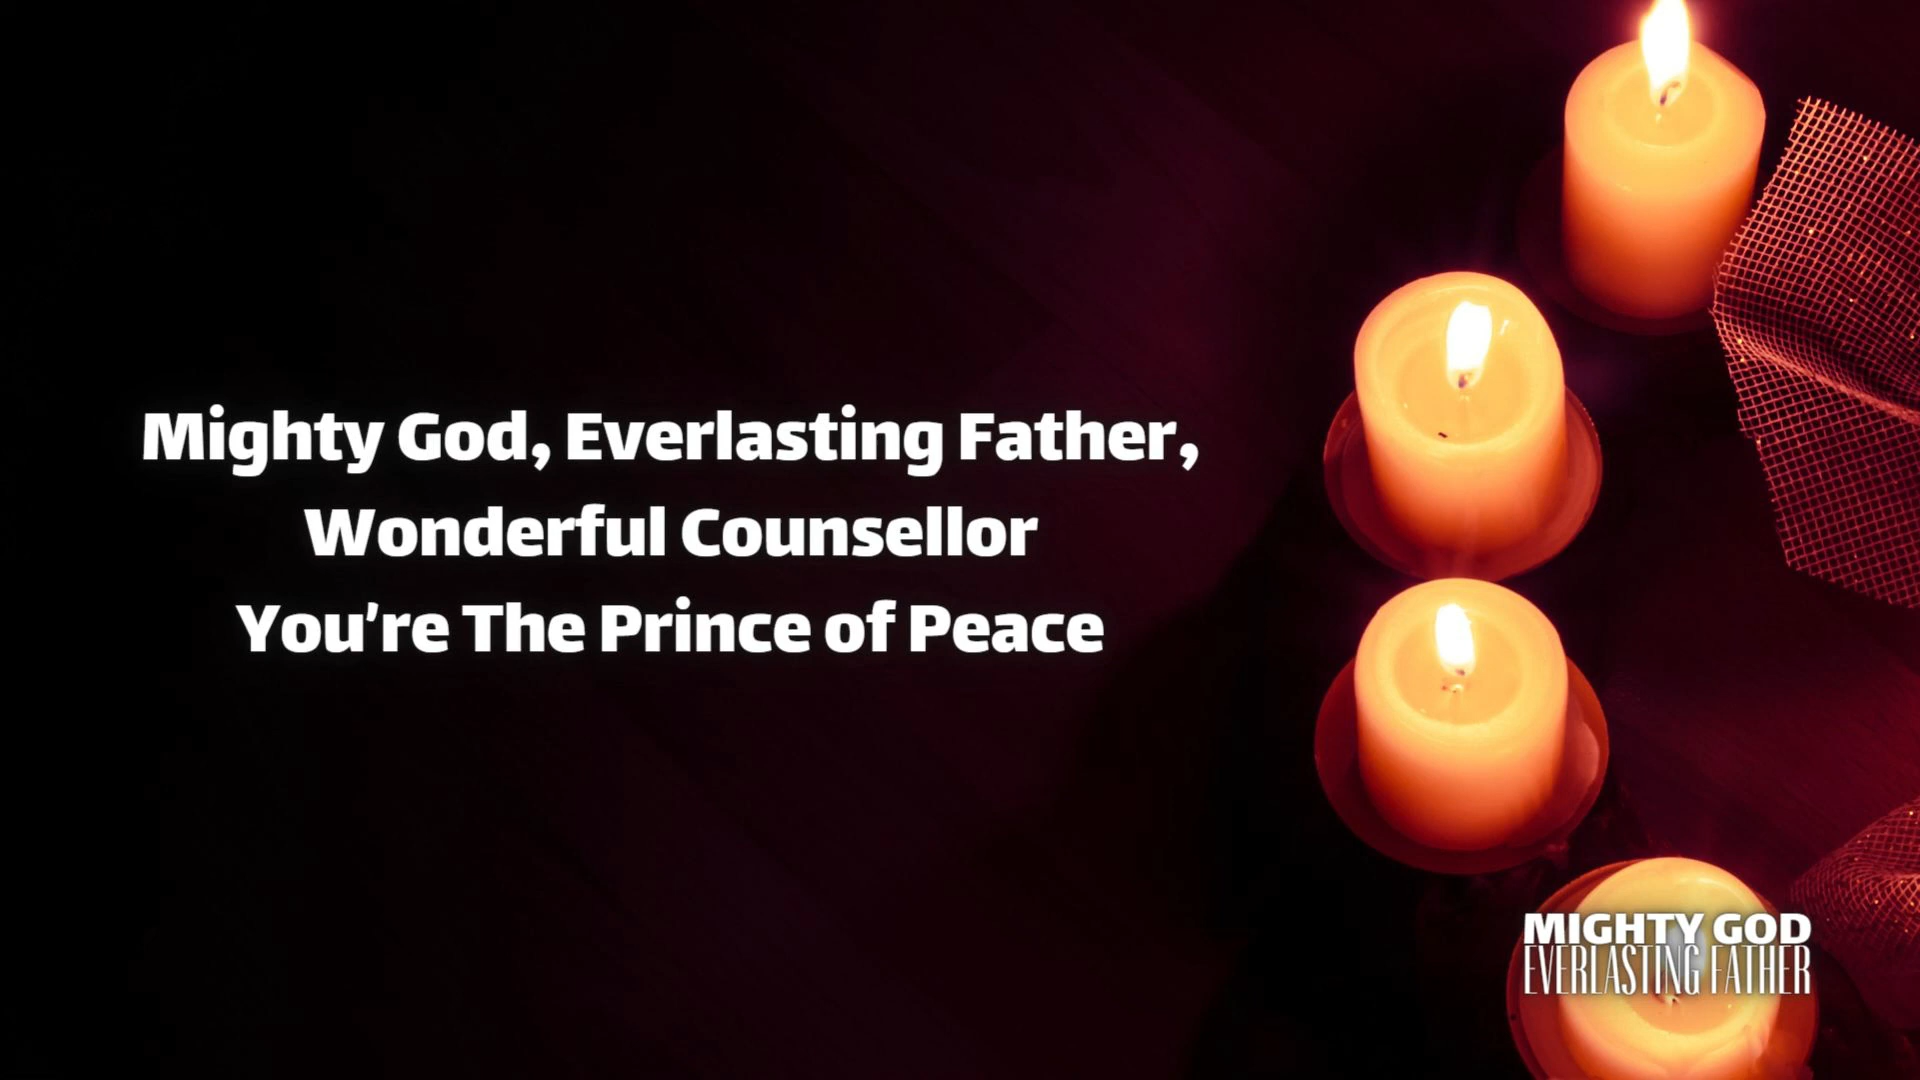 Mighty God, Everlasting Father,
Wonderful Counsellor
You're The Prince of Peace
MIGHTY GOD
EVERLASTING FATHER